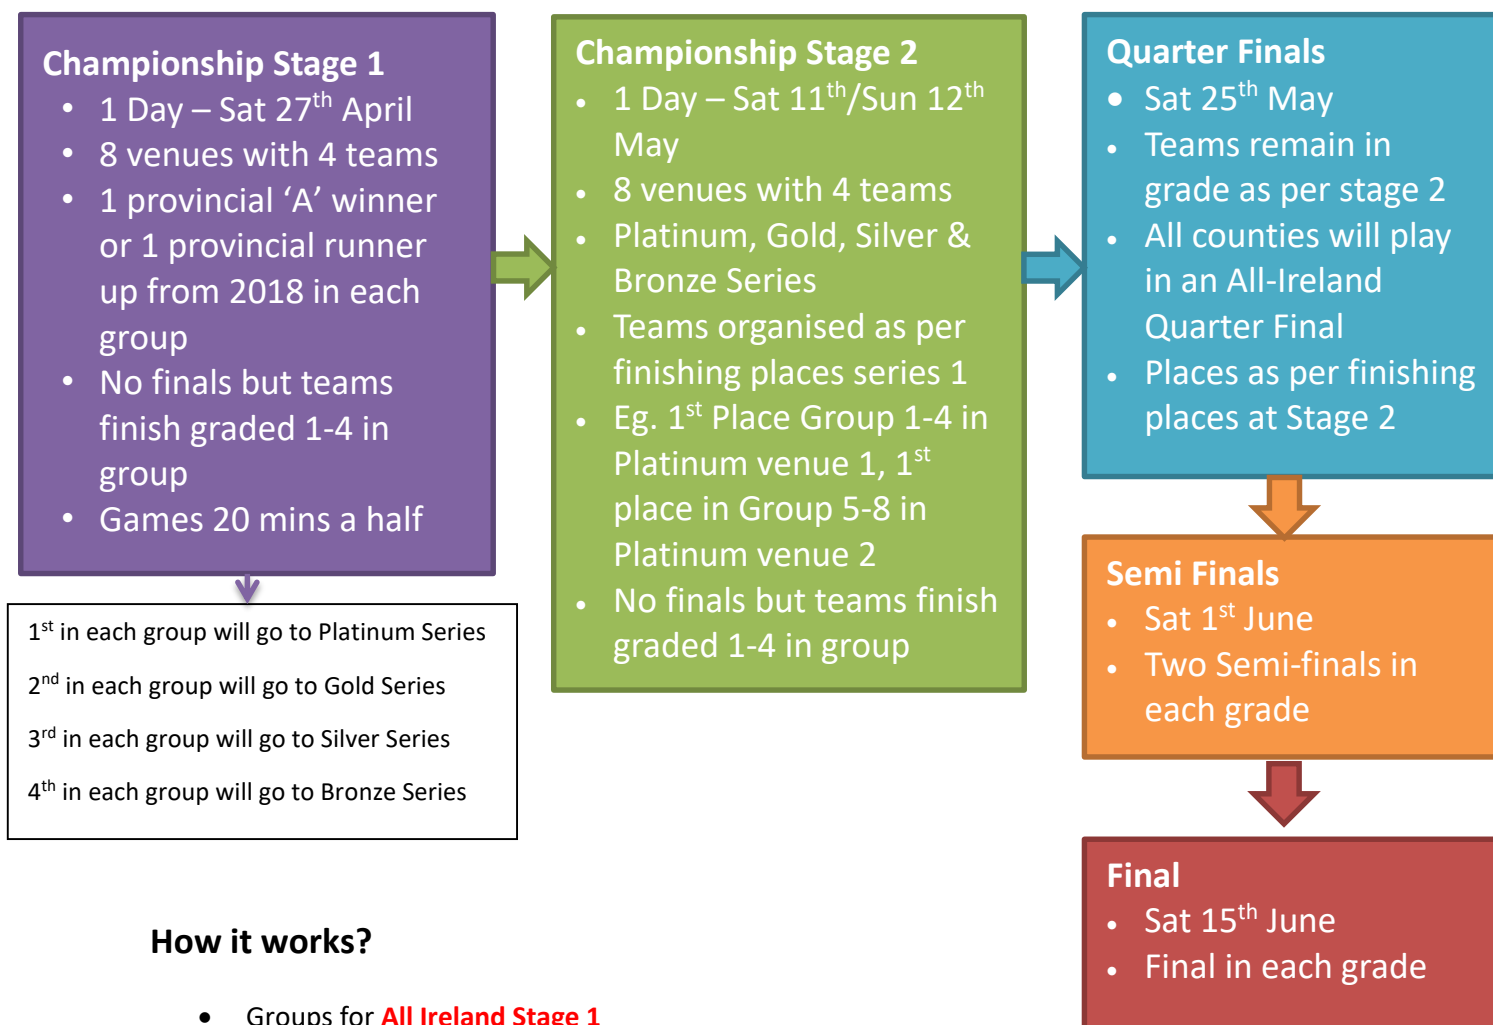 Championship Stage 1
• 1 Day – Sat 27th April
• 8 venues with 4 teams
• 1 provincial ‘A’ winner
or 1 provincial runner
up from 2018 in each
group
• No finals but teams
finish graded 1-4 in
group
• Games 20 mins a half
1st in each group will go to Platinum Series
2nd in each group will go to Gold Series
3rd in each group will go to Silver Series
4th in each group will go to Bronze Series
Championship Stage 2
• 1 Day – Sat 11th/Sun 12th
May
• 8 venues with 4 teams
• Platinum, Gold, Silver &
Bronze Series
• Teams organised as per
finishing places series 1
• Eg. 1st Place Group 1-4 in
Platinum venue 1, 1st
place in Group 5-8 in
Platinum venue 2
• No finals but teams finish
graded 1-4 in group
Quarter Finals
• Sat 25th May
• Teams remain in
grade as per stage 2
• All counties will play
in an All-Ireland
Quarter Final
• Places as per finishing
places at Stage 2
Semi Finals
• Sat 1st June
• Two Semi-finals in
each grade
Final
• Sat 15th June
• Final in each grade
How it works?
• Groups for All Ireland Stage 1